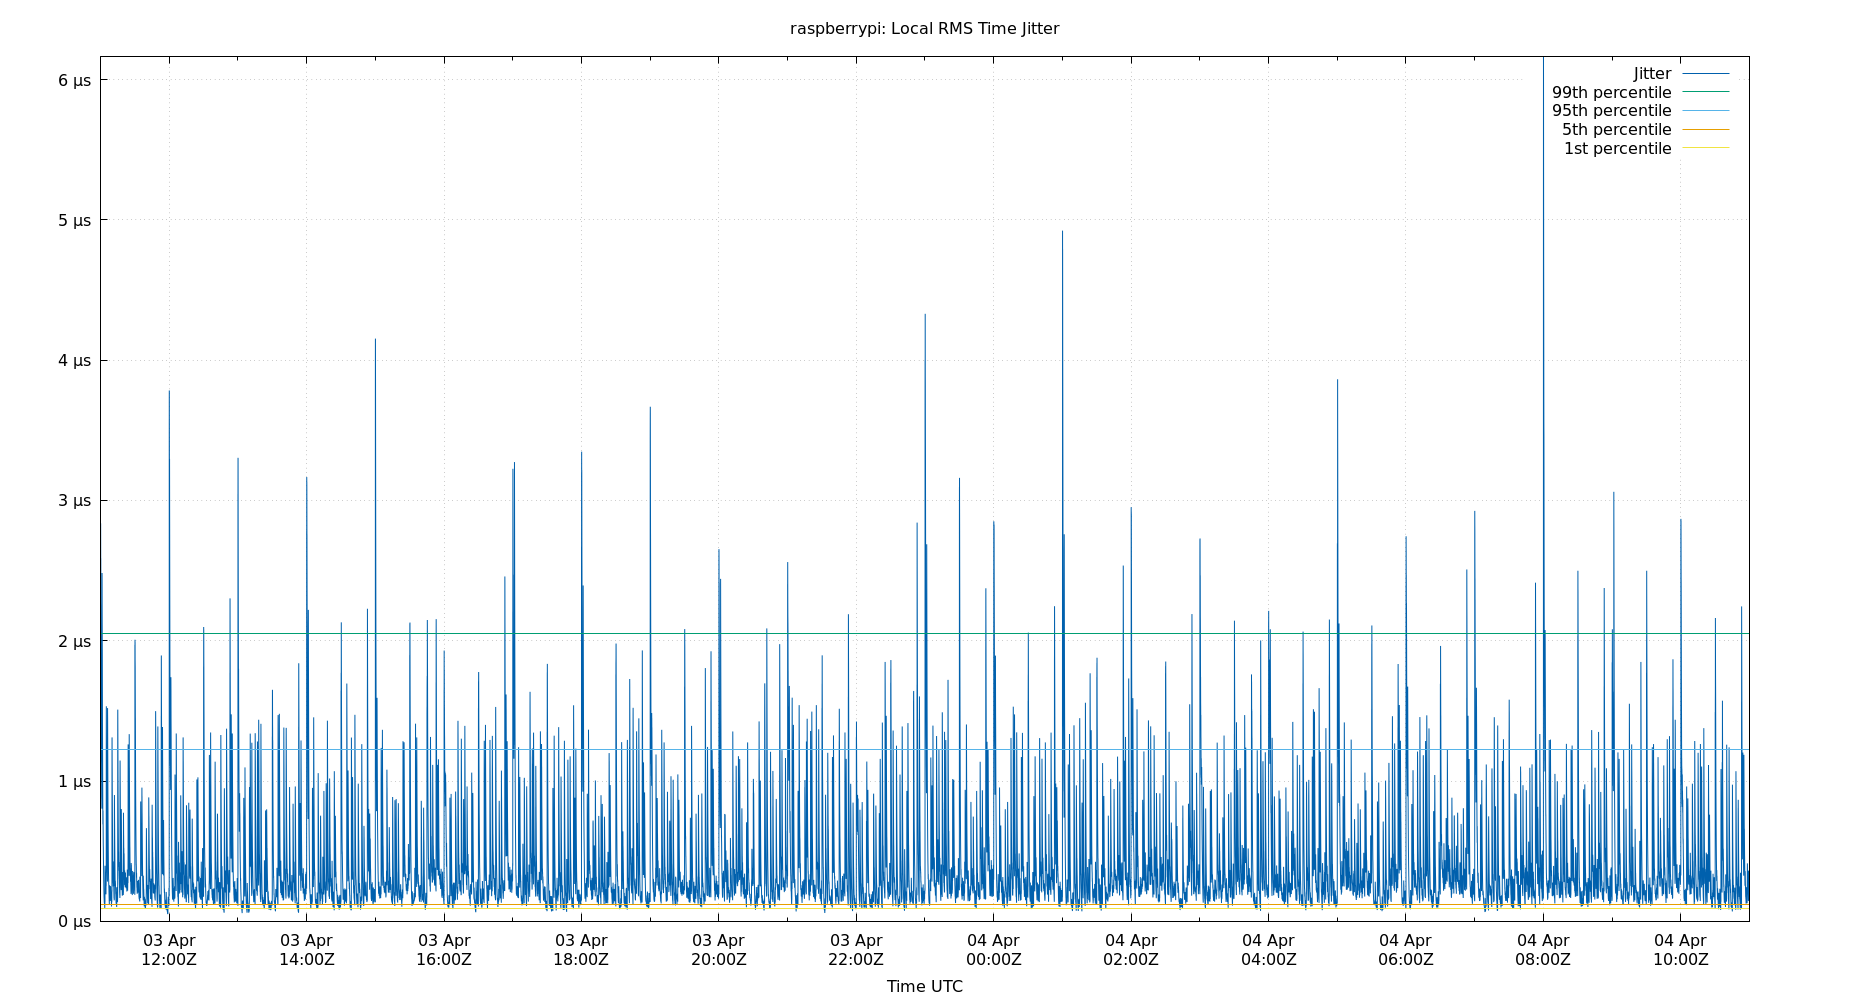 raspberrypi: Local RMS Time Jitter
6 µs
5 µs
4 µs
3 µs
2 µs
1 µs
0 µs
Jitter
99th percentile
95th percentile
5th percentile
1st percentile
03 Apr 03 Apr 03 Apr 03 Apr 03 Apr 03 Apr 04 Apr 04 Apr 04 Apr 04 Apr 04 Apr 04 Apr
12:00Z 14:00Z 16:00Z 18:00Z 20:00Z 22:00Z 00:00Z 02:00Z 04:00Z 06:00Z 08:00Z 10:00Z
Time UTC